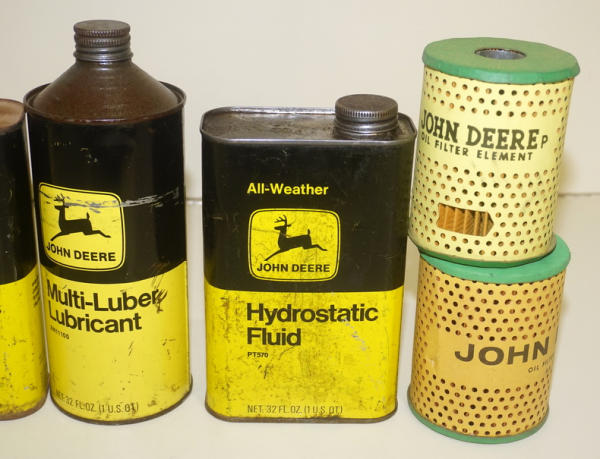 JOHN DEERE
Multi-Luber
Lubricant
NET. 32 FL. OZ. (1 U.S. QT)
All-Weather
JOHN DEERE
Hydrostatic
Fluid
PT570
NET. 32 FL. OZ. (1 U.S. QT)
JOHN DEERE P
OIL FILTER ELEMENT
JOHN
OIL